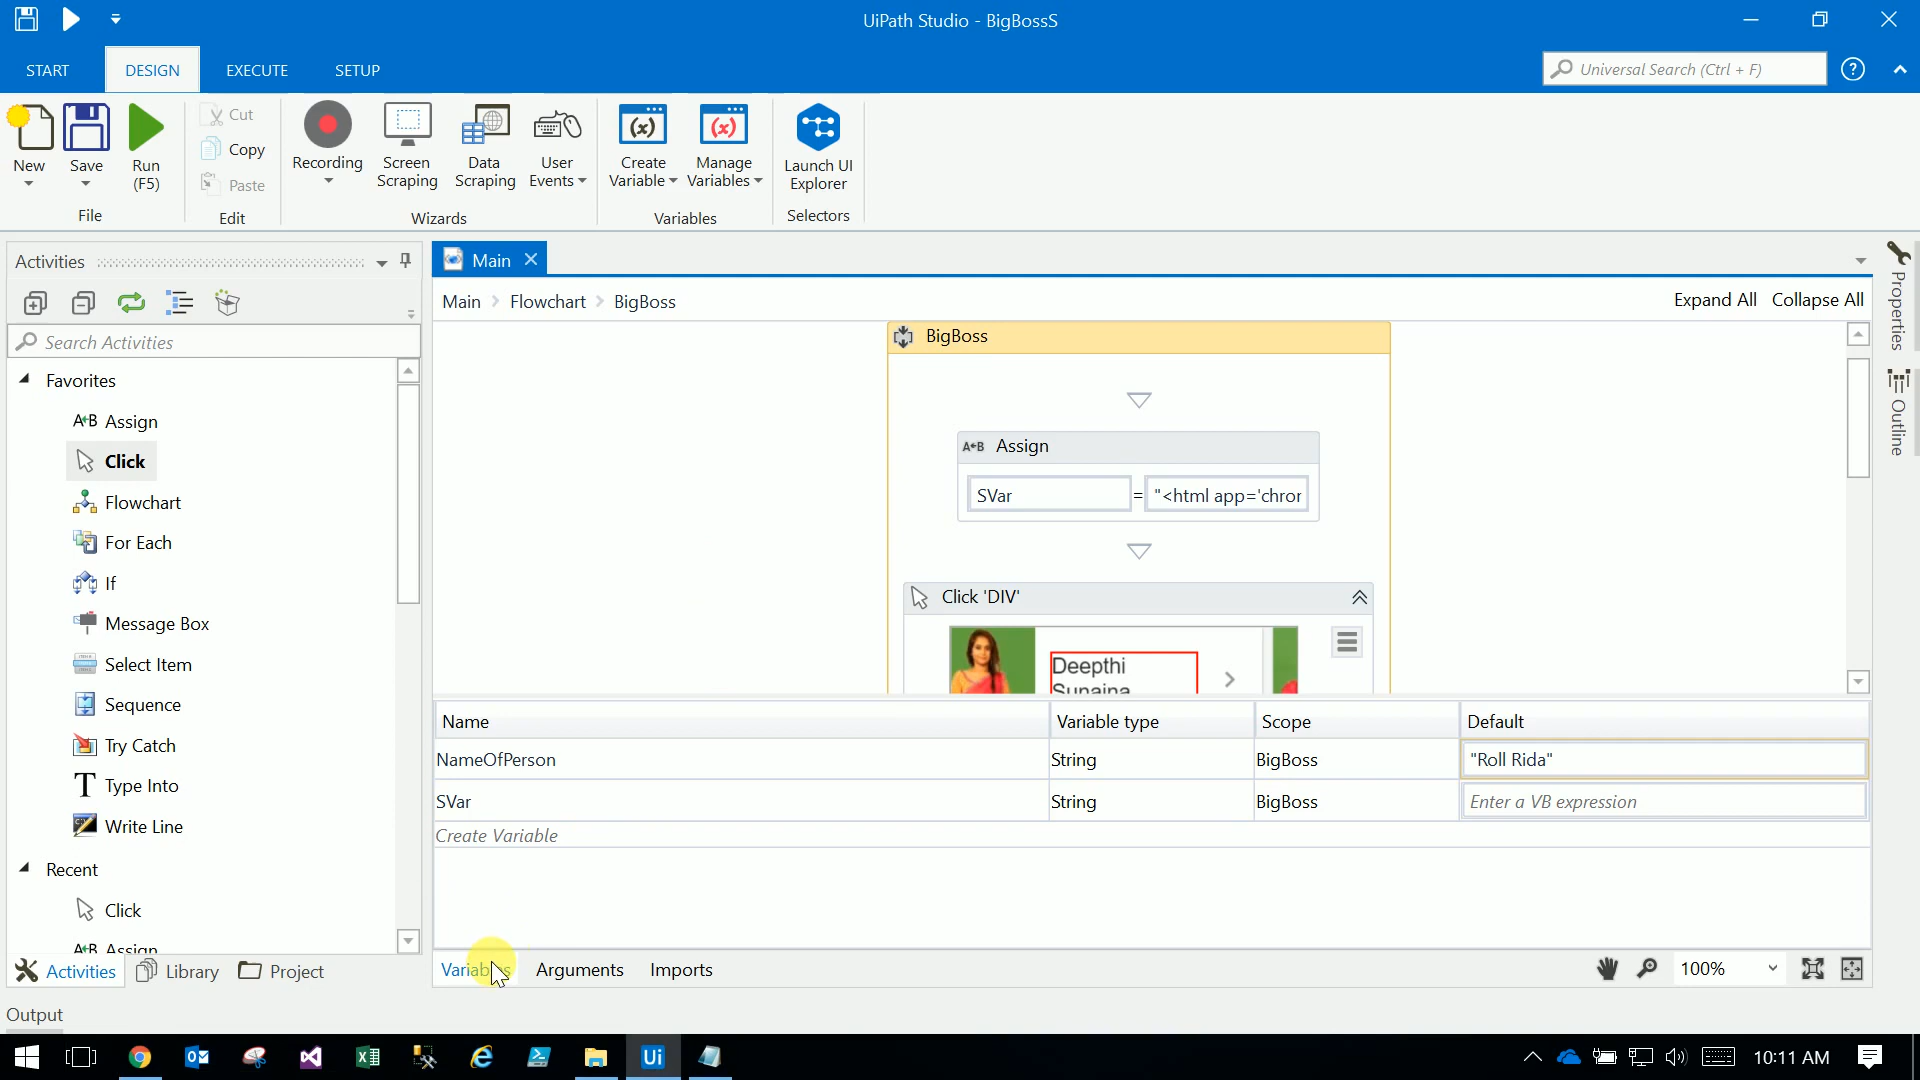 UiPath Studio - BigBossS
START
DESIGN
EXECUTE
SETUP
Universal Search (Ctrl + F)
New
Save
Run
(F5)
Cut
Copy
Paste
Recording
Screen
Scraping
Data
Scraping
User
Events
Create
Variable
Manage
Variables
Launch UI
Explorer
File
Edit
Wizards
Variables
Selectors
Activities
Search Activities
Favorites
A+B Assign
Click
Flowchart
For Each
If
Message Box
Select Item
Sequence
Try Catch
Type Into
Write Line
Recent
Click
A+B Assign
Activities
Library
Project
Output
Main
Main > Flowchart > BigBoss
Expand All
Collapse All
BigBoss
A+B Assign
SVar
=
"<html app='chror
Click 'DIV'
Deepthi
Sunaina
Name
Variable type
Scope
Default
NameOfPerson
String
BigBoss
"Roll Rida"
SVar
String
BigBoss
Enter a VB expression
Create Variable
Variables
Arguments
Imports
100%
Properties
Outline
Ui
10:11 AM